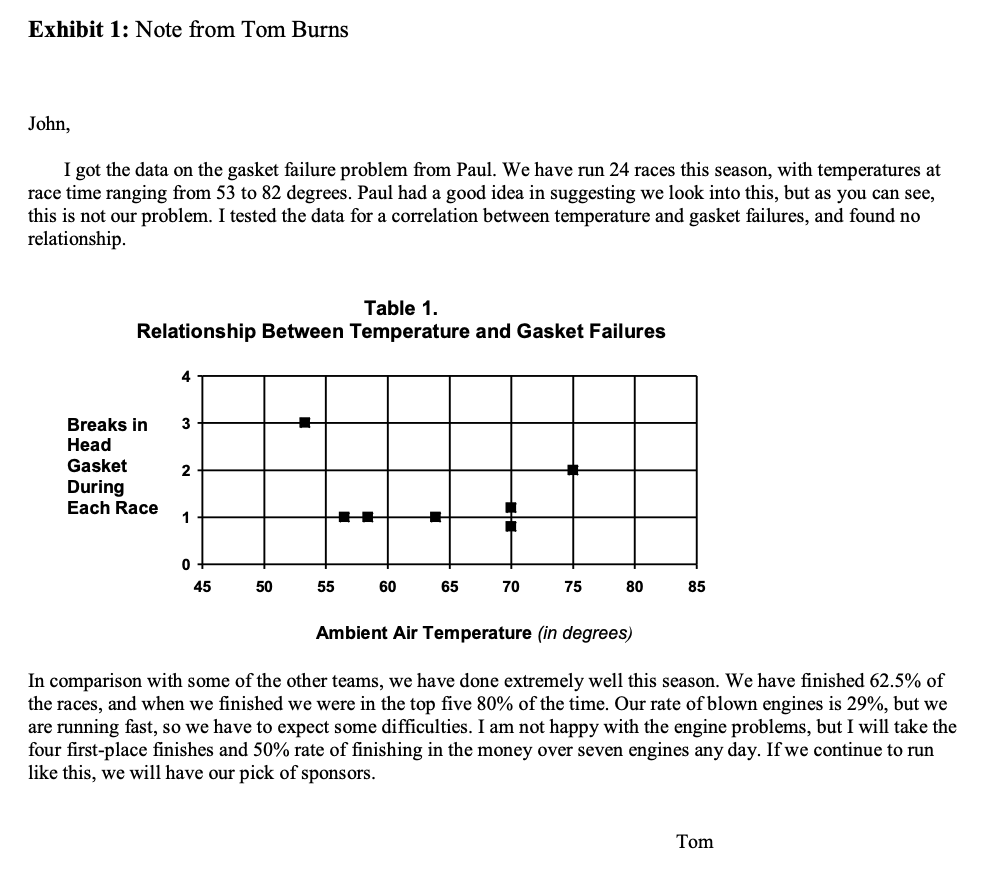 Exhibit 1: Note from Tom Burns
John,
I got the data on the gasket failure problem from Paul. We have run 24 races this season, with temperatures at
race time ranging from 53 to 82 degrees. Paul had a good idea in suggesting we look into this, but as you can see,
this is not our problem. I tested the data for a correlation between temperature and gasket failures, and found no
relationship.
Table 1.
Relationship Between Temperature and Gasket Failures
4
Breaks in
Head
Gasket
During
Each Race
3
2
1
0
45 50 55 60 65 70 75 80 85
Ambient Air Temperature (in degrees)
In comparison with some of the other teams, we have done extremely well this season. We have finished 62.5% of
the races, and when we finished we were in the top five 80% of the time. Our rate of blown engines is 29%, but we
are running fast, so we have to expect some difficulties. I am not happy with the engine problems, but I will take the
four first-place finishes and 50% rate of finishing in the money over seven engines any day. If we continue to run
like this, we will have our pick of sponsors.
Tom